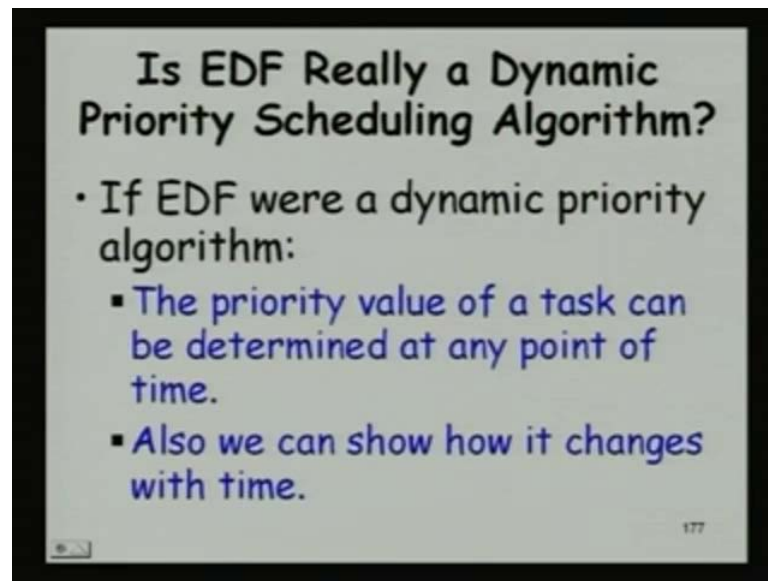 Is EDF Really a Dynamic
Priority Scheduling Algorithm?
• If EDF were a dynamic priority
algorithm:
▪ The priority value of a task can
be determined at any point of
time.
▪ Also we can show how it changes
with time.
177